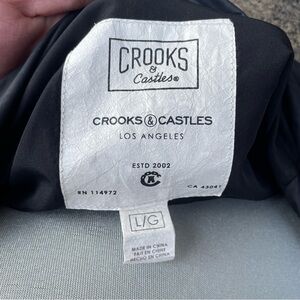 CROOKS
&
Castles®
CROOKS & CASTLES
LOS ANGELES
ESTD 2002
RN 114972
CA 43041
L/G
MADE IN CHINA
FAIT EN CHINE
HECHO EN CHINA